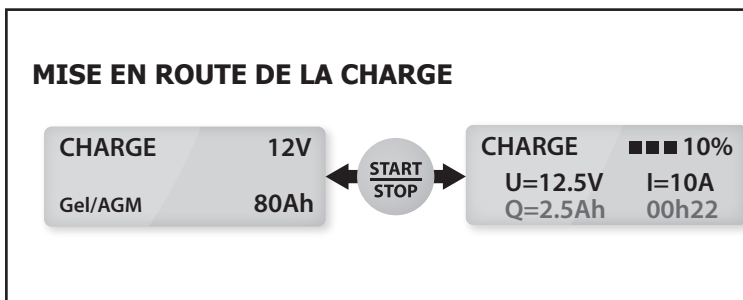 MISE EN ROUTE DE LA CHARGE
CHARGE 12V
Gel/AGM 80Ah
START
STOP
CHARGE 10%
U=12.5V I=10A
Q=2.5Ah 00h22